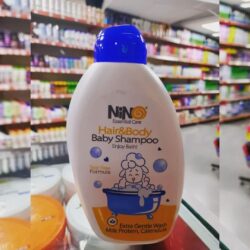 NINO
Essential Care
Hair&Body
Baby Shampoo
Enjoy Bath!
Formula
Extra Gentle Wash
Milk Protein, Calendula